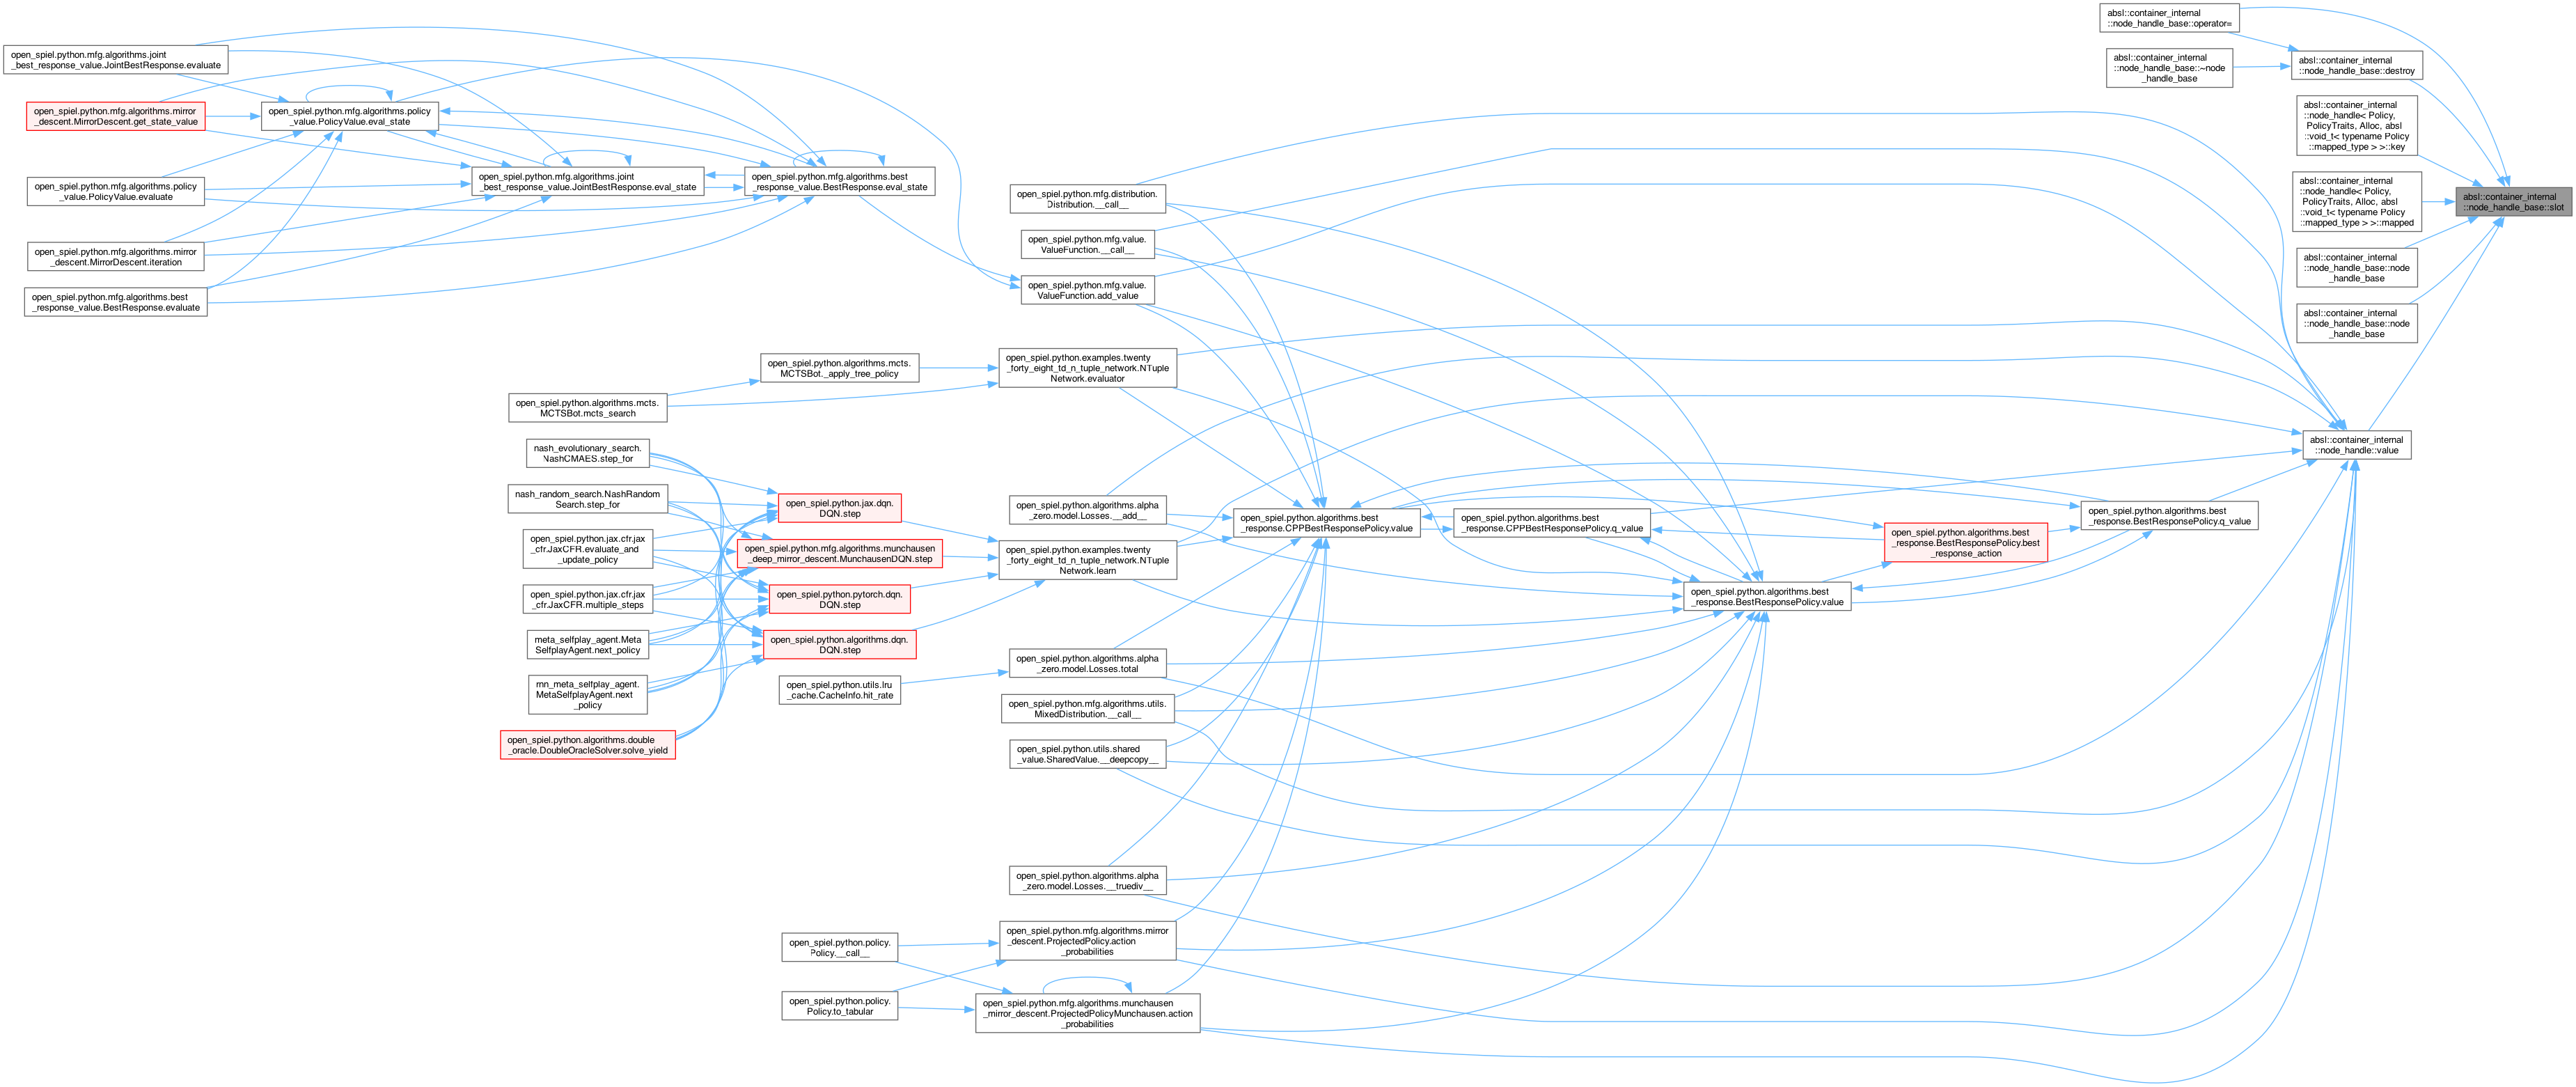 open_spiel.python.mfg.algorithms.joint
_best_response_value.JointBestResponse.evaluate
open_spiel.python.mfg.algorithms.mirror
_descent.MirrorDescent.get_state_value
open_spiel.python.mfg.algorithms.policy
_value.PolicyValue.evaluate
open_spiel.python.mfg.algorithms.mirror
_descent.MirrorDescent.iteration
open_spiel.python.mfg.algorithms.best
_response_value.BestResponse.evaluate
open_spiel.python.mfg.algorithms.policy
_value.PolicyValue.eval_state
open_spiel.python.mfg.algorithms.joint
_best_response_value.JointBestResponse.eval_state
open_spiel.python.mfg.algorithms.best
_response_value.BestResponse.eval_state
open_spiel.python.algorithms.mcts.
MCTSBot._apply_tree_policy
open_spiel.python.algorithms.mcts.
MCTSBot.mcts_search
nash_evolutionary_search.
NashCMAES.step_for
nash_random_search.NashRandom
Search.step_for
open_spiel.python.jax.cfr.jax
_cfr.JaxCFR.evaluate_and
_update_policy
open_spiel.python.jax.cfr.jax
_cfr.JaxCFR.multiple_steps
meta_selfplay_agent.Meta
SelfplayAgent.next_policy
rnn_meta_selfplay_agent.
MetaSelfplayAgent.next
_policy
open_spiel.python.algorithms.double
_oracle.DoubleOracleSolver.solve_yield
open_spiel.python.jax.dqn.
DQN.step
open_spiel.python.mfg.algorithms.munchausen
_deep_mirror_descent.MunchausenDQN.step
open_spiel.python.pytorch.dqn.
DQN.step
open_spiel.python.algorithms.dqn.
DQN.step
open_spiel.python.utils.lru
_cache.CacheInfo.hit_rate
open_spiel.python.policy.
Policy.__call__
open_spiel.python.policy.
Policy.to_tabular
open_spiel.python.mfg.distribution.
Distribution.__call__
open_spiel.python.mfg.value.
ValueFunction.__call__
open_spiel.python.mfg.value.
ValueFunction.add_value
open_spiel.python.examples.twenty
_forty_eight_td_n_tuple_network.NTuple
Network.evaluator
open_spiel.python.algorithms.alpha
_zero.model.Losses.__add__
open_spiel.python.examples.twenty
_forty_eight_td_n_tuple_network.NTuple
Network.learn
open_spiel.python.algorithms.alpha
_zero.model.Losses.total
open_spiel.python.mfg.algorithms.utils.
MixedDistribution.__call__
open_spiel.python.utils.shared
_value.SharedValue.__deepcopy__
open_spiel.python.algorithms.alpha
_zero.model.Losses.__truediv__
open_spiel.python.mfg.algorithms.mirror
_descent.ProjectedPolicy.action
_probabilities
open_spiel.python.mfg.algorithms.munchausen
_mirror_descent.ProjectedPolicyMunchausen.action
_probabilities
open_spiel.python.algorithms.best
_response.CPPBestResponsePolicy.value
open_spiel.python.algorithms.best
_response.CPPBestResponsePolicy.q_value
open_spiel.python.algorithms.best
_response.BestResponsePolicy.value
open_spiel.python.algorithms.best
_response.BestResponsePolicy.best
_response_action
open_spiel.python.algorithms.best
_response.BestResponsePolicy.q_value
absl::container_internal
::node_handle_base::operator=
absl::container_internal
::node_handle_base::~node
_handle_base
absl::container_internal
::node_handle_base::destroy
absl::container_internal
::node_handle< Policy,
PolicyTraits, Alloc, absl
::void_t< typename Policy
::mapped_type > >::key
absl::container_internal
::node_handle< Policy,
PolicyTraits, Alloc, absl
::void_t< typename Policy
::mapped_type > >::mapped
absl::container_internal
::node_handle_base::node
_handle_base
absl::container_internal
::node_handle_base::node
_handle_base
absl::container_internal
::node_handle::value
absl::container_internal
::node_handle_base::slot